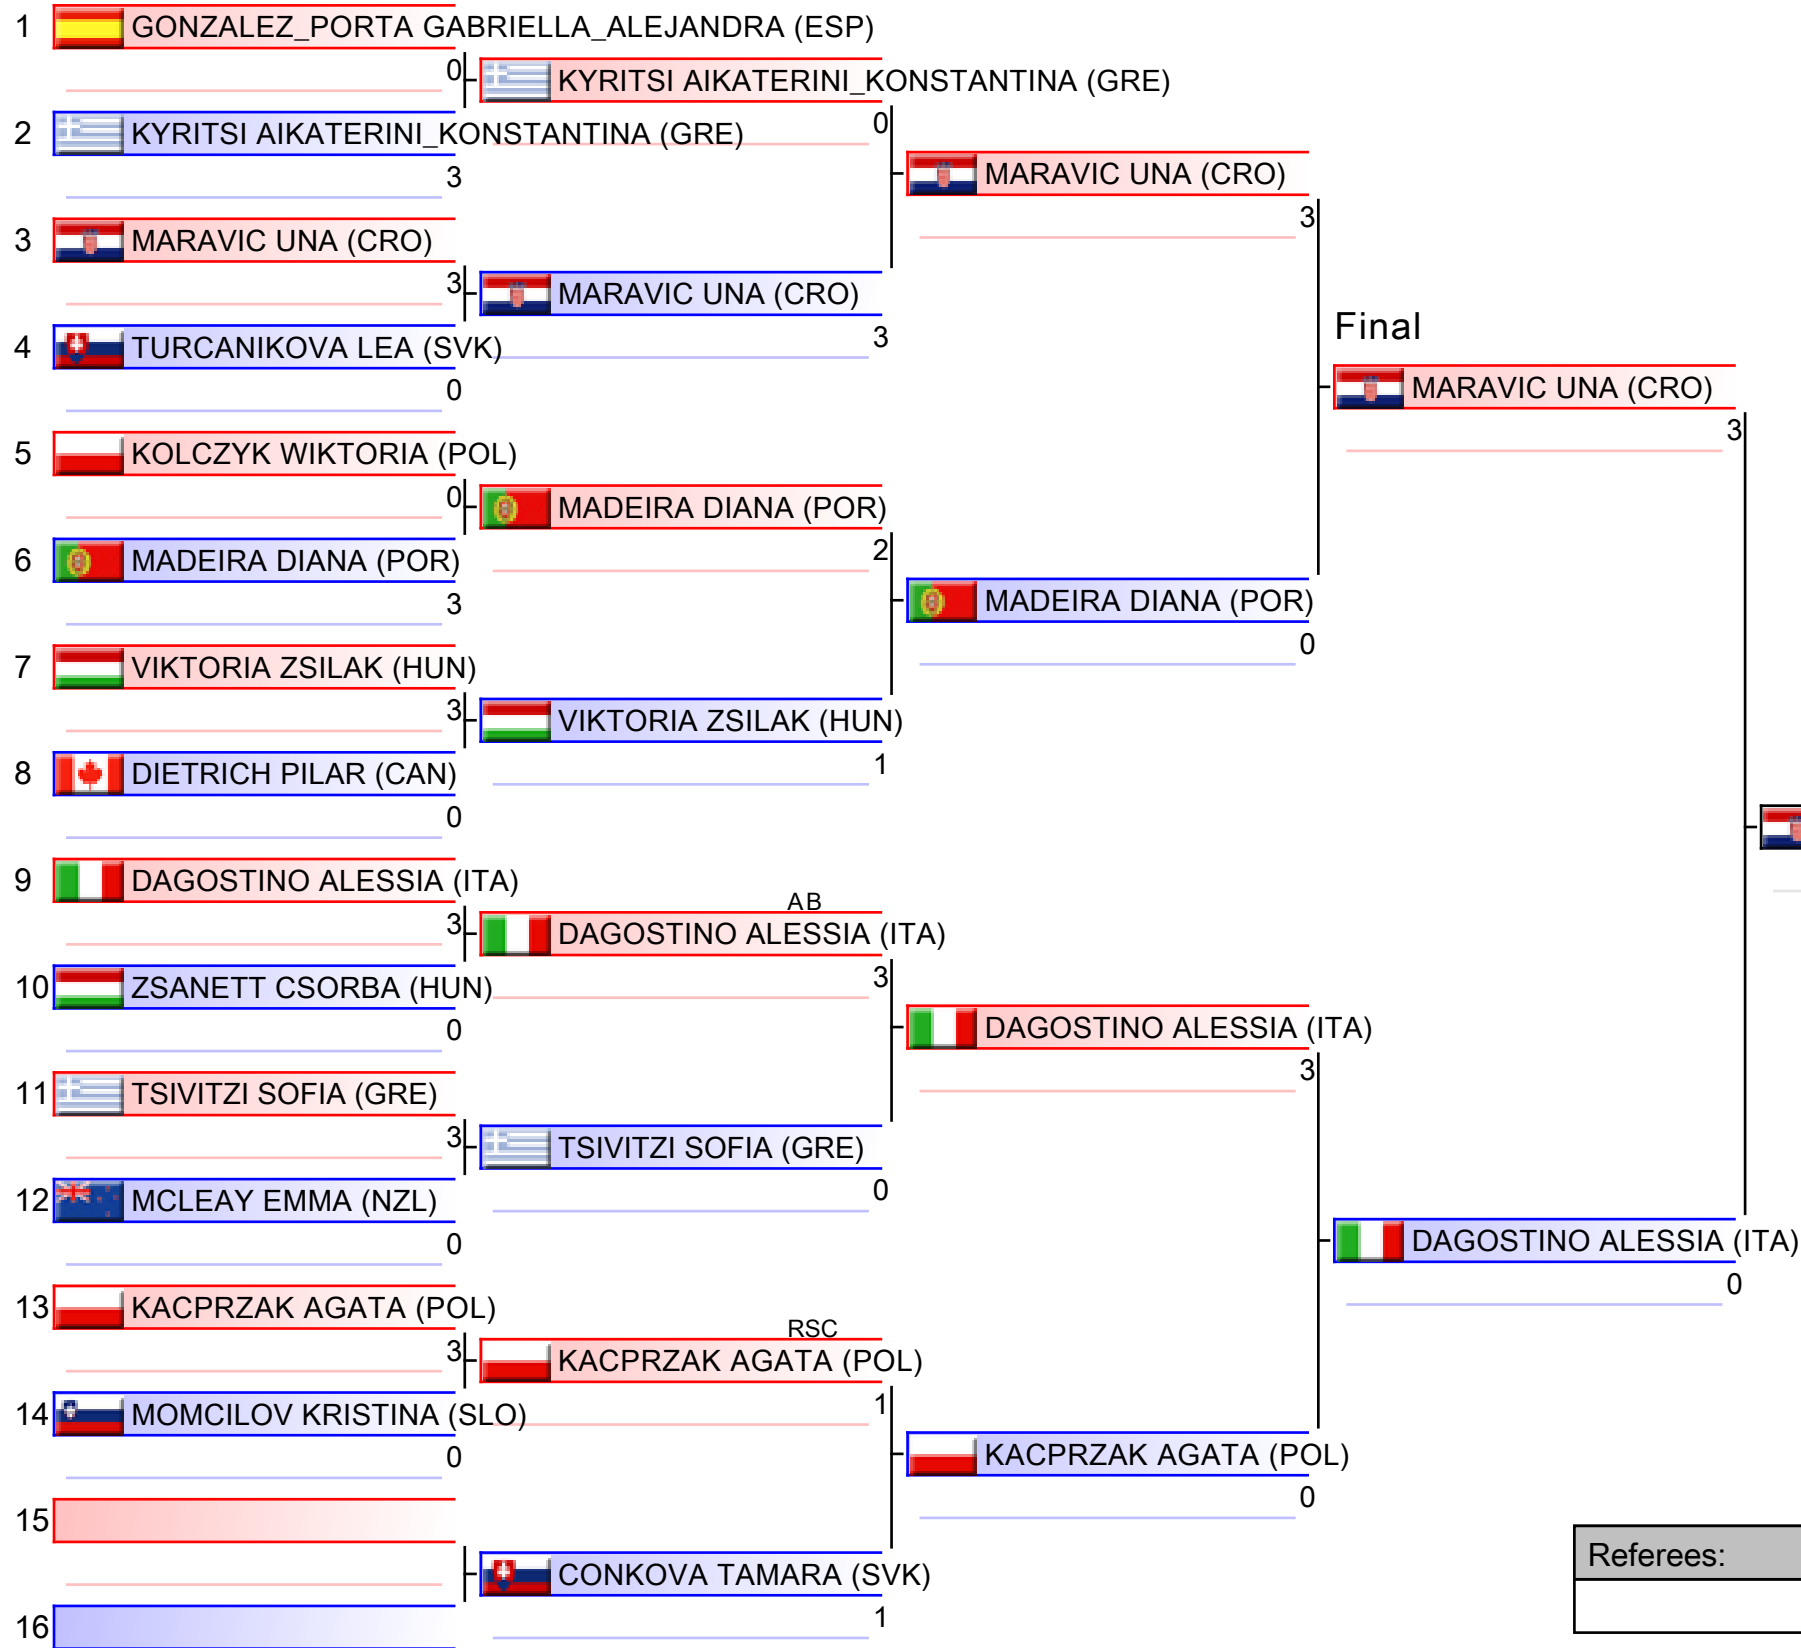 1 GONZALEZ_PORTA GABRIELLA_ALEJANDRA (ESP)
0
KYRITSI AIKATERINI_KONSTANTINA (GRE)
0
2 KYRITSI AIKATERINI_KONSTANTINA (GRE)
3
MARAVIC UNA (CRO)
3
3 MARAVIC UNA (CRO)
3
MARAVIC UNA (CRO)
3
4 TURCANIKOVA LEA (SVK)
0
Final
MARAVIC UNA (CRO)
3
5 KOLCZYK WIKTORIA (POL)
0
MADEIRA DIANA (POR)
2
6 MADEIRA DIANA (POR)
3
MADEIRA DIANA (POR)
0
7 VIKTORIA ZSILAK (HUN)
3
VIKTORIA ZSILAK (HUN)
1
8 DIETRICH PILAR (CAN)
0
9 DAGOSTINO ALESSIA (ITA)
3
AB
DAGOSTINO ALESSIA (ITA)
3
10 ZSANETT CSORBA (HUN)
0
DAGOSTINO ALESSIA (ITA)
3
11 TSIVITZI SOFIA (GRE)
3
TSIVITZI SOFIA (GRE)
0
12 MCLEAY EMMA (NZL)
0
DAGOSTINO ALESSIA (ITA)
0
13 KACPRZAK AGATA (POL)
3
RSC
KACPRZAK AGATA (POL)
1
14 MOMCILOV KRISTINA (SLO)
0
KACPRZAK AGATA (POL)
0
15
CONKOVA TAMARA (SVK)
1
16
Referees: